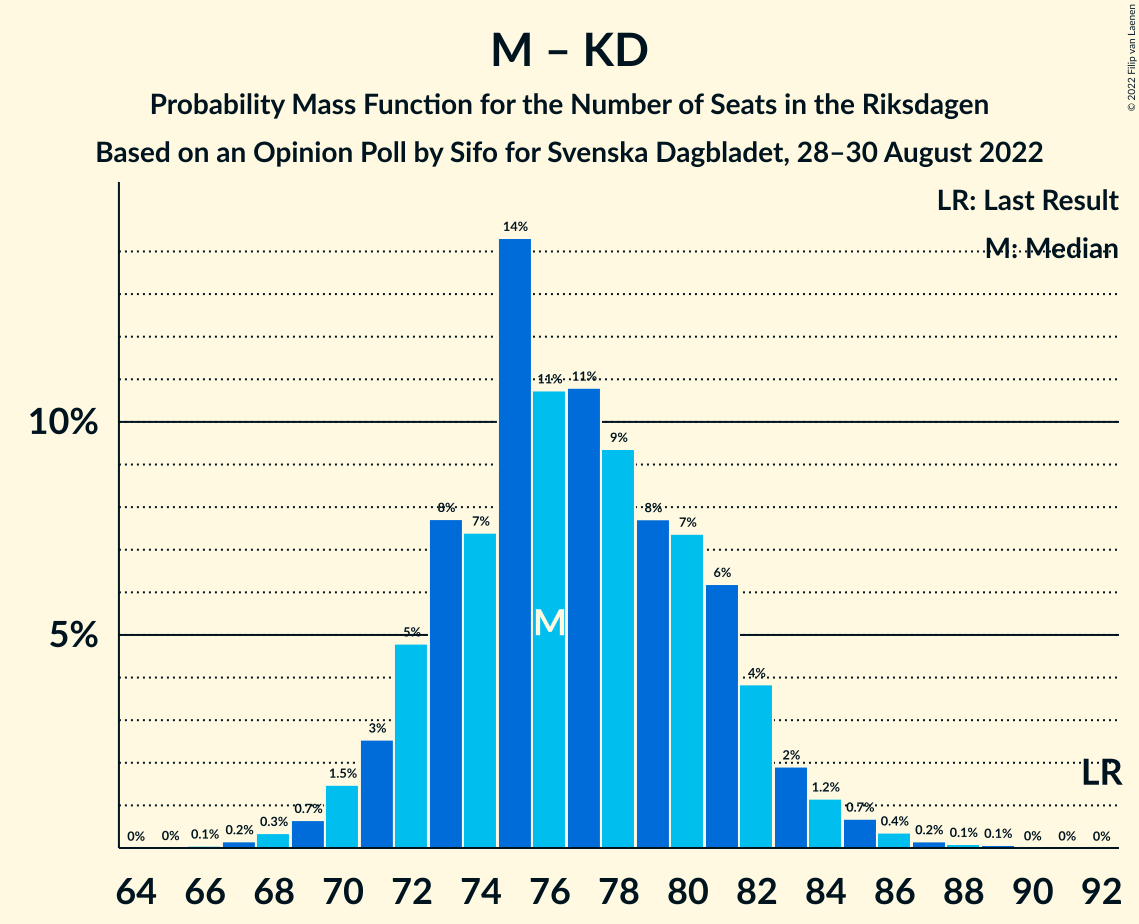 M – KD
Probability Mass Function for the Number of Seats in the Riksdagen
Based on an Opinion Poll by Sifo for Svenska Dagbladet, 28–30 August 2022
© 2022 Filip van Laenen
LR: Last Result
M: Median
10%
5%
0% 0% 0.1% 0.2% 0.3% 0.7% 1.5% 3% 5% 8% 7% 14% 11% 11% 9% 8% 7% 6% 4% 2% 1.2% 0.7% 0.4% 0.2% 0.1% 0.1% 0% 0% 0%
M
LR
64 66 68 70 72 74 76 78 80 82 84 86 88 90 92